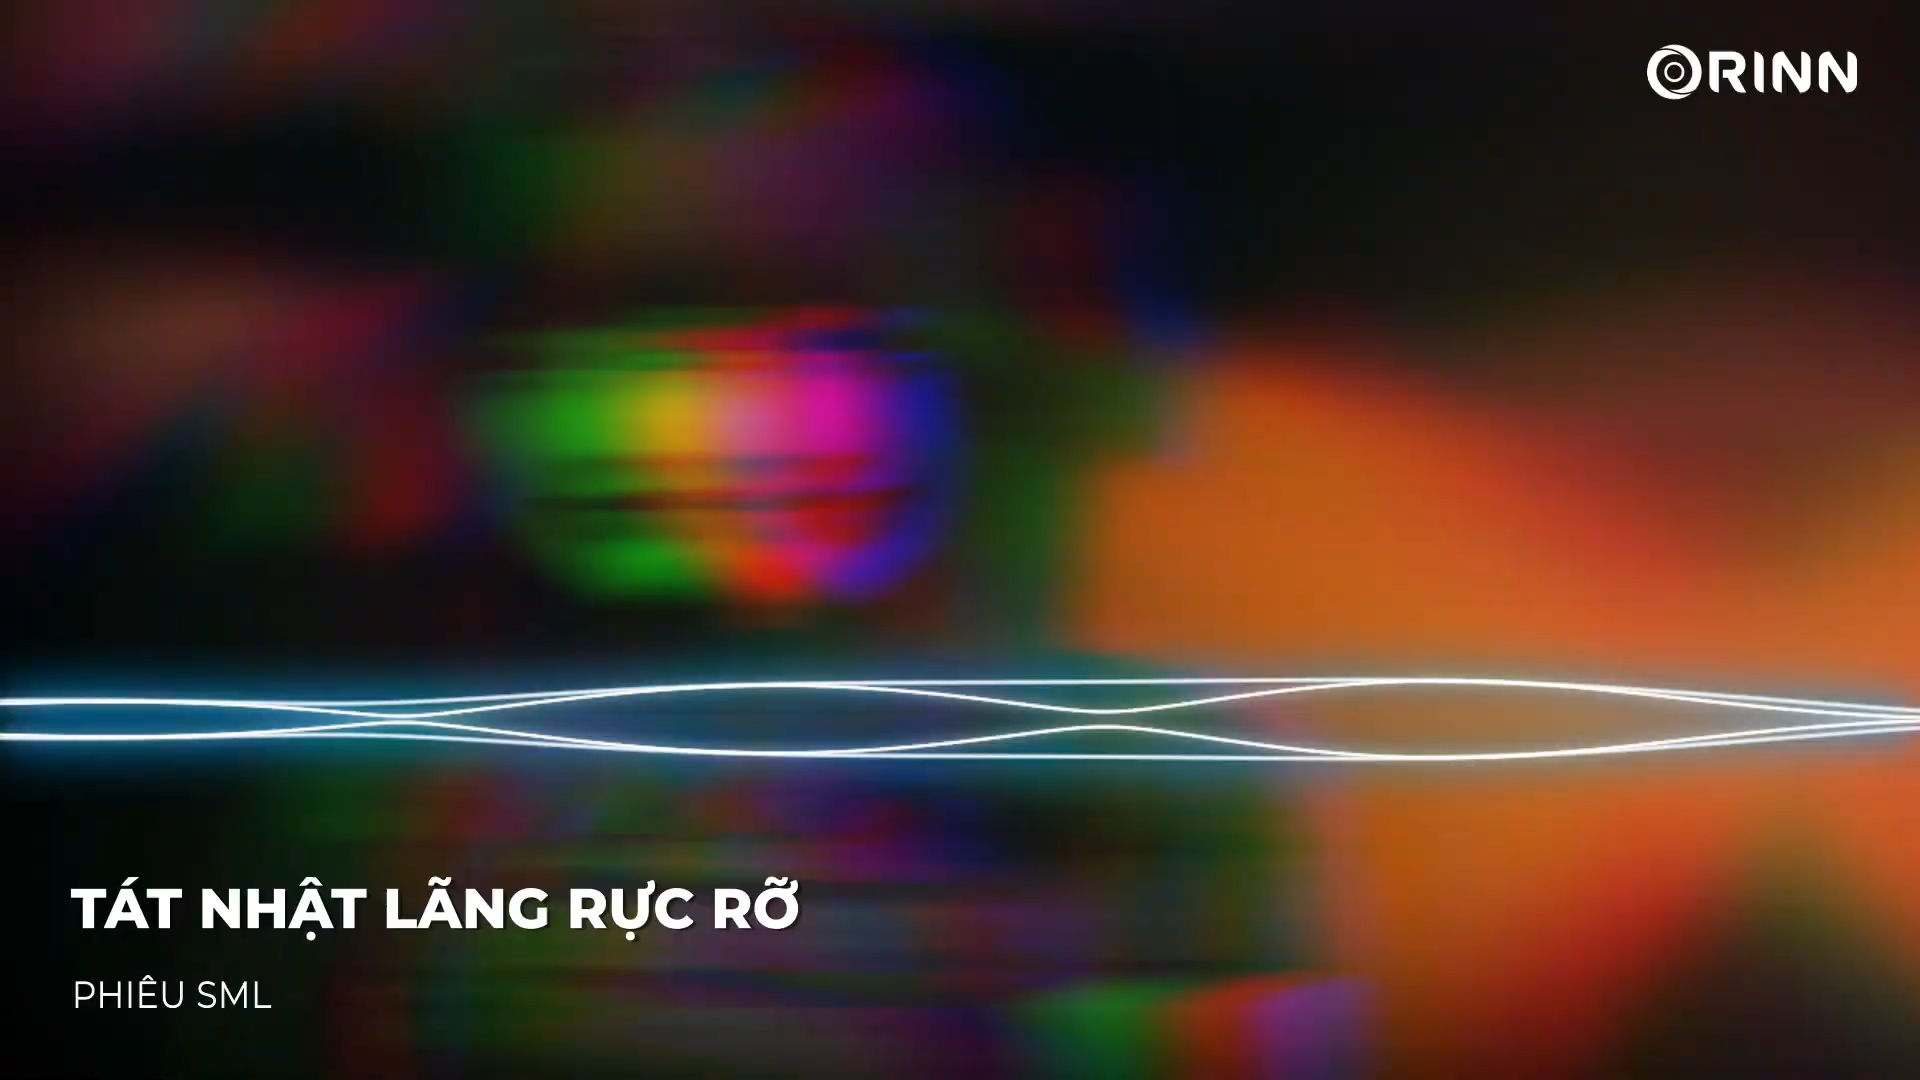 ORINN
TÁT NHẬT LÃNG RỰC RỠ
PHIÊU SML